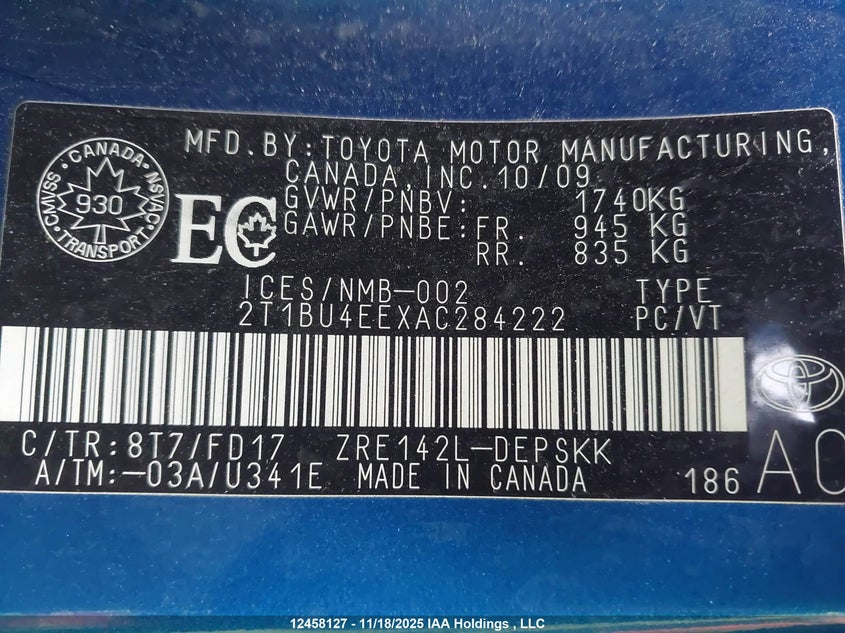 MFD.BY:TOYOTA MOTOR MANUFACTURING,
CANADA,INC.10/09
GVWR/PNBV: 1740KG
GAWR/PNBE:FR. 945 KG
RR. 835 KG
CMVSS · CANADA · NSVAC · TRANSPORT
930
EC
ICES/NMB-002 TYPE
2T1BU4EEXAC284222 PC/VT
C/TR:8T7/FD17 ZRE142L-DEPSKK
A/TM:-03A/U341E MADE IN CANADA 186 AC
12458127 - 11/18/2025 IAA Holdings , LLC